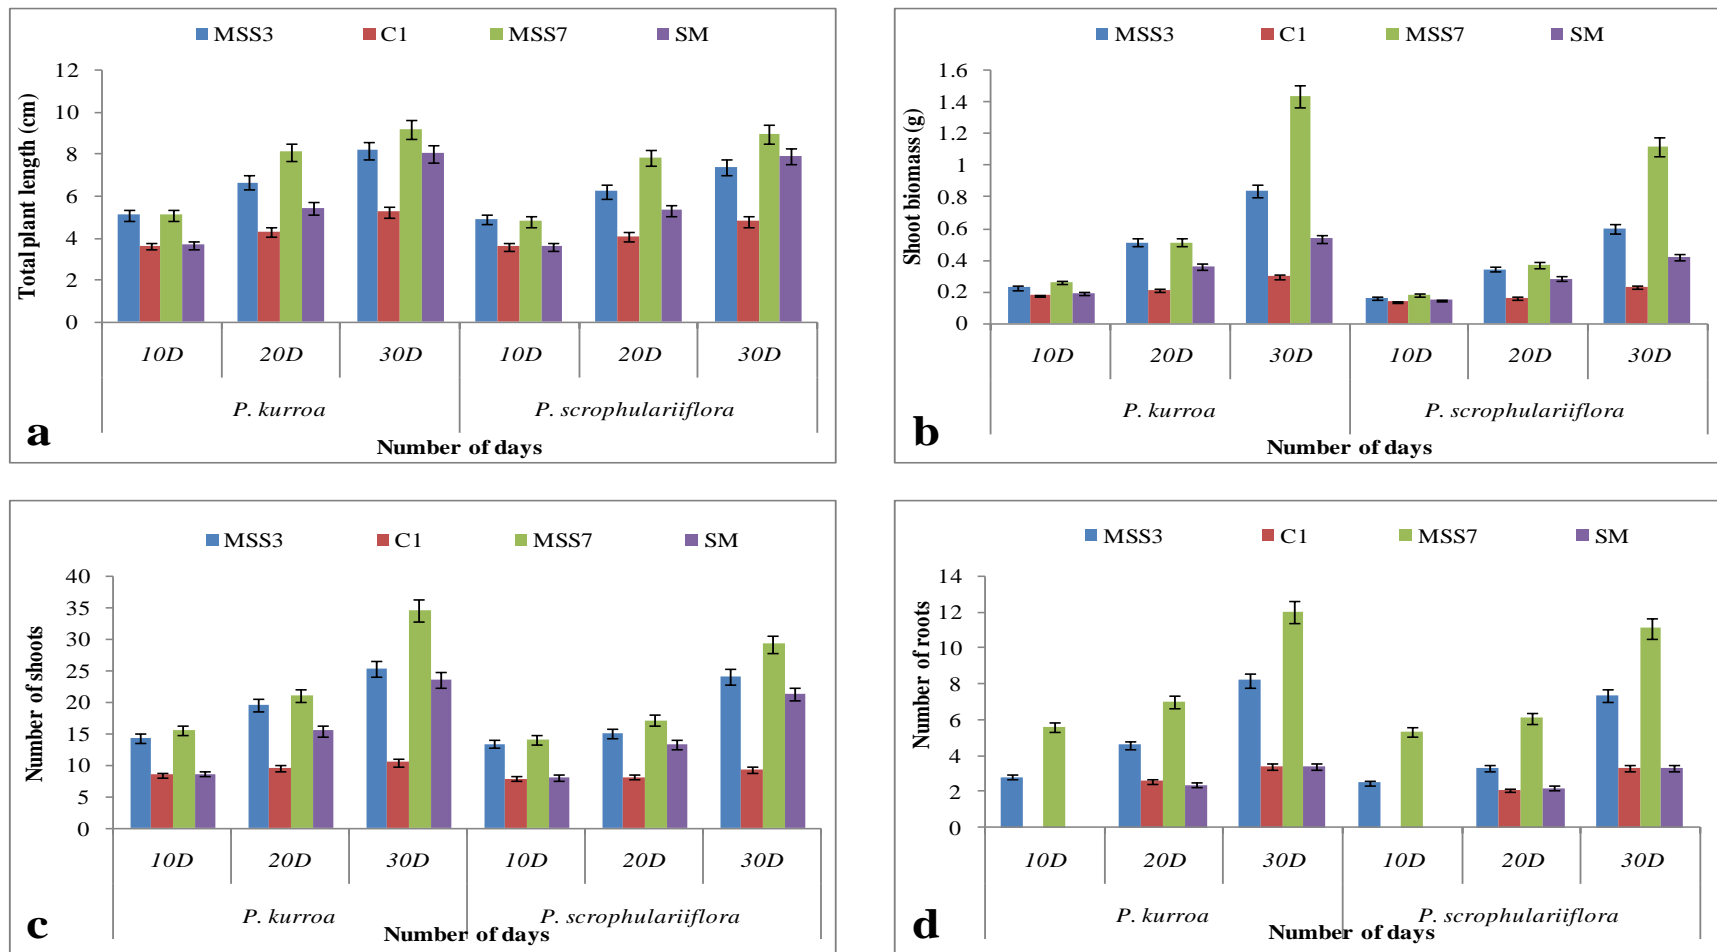 MSS3 C1 MSS7 SM
12
10
8
6
4
2
0
Total plant length (cm)
10D 20D 30D 10D 20D 30D
P. kurroa P. scrophulariiflora
Number of days
a
MSS3 C1 MSS7 SM
1.6
1.4
1.2
1
0.8
0.6
0.4
0.2
0
Shoot biomass (g)
10D 20D 30D 10D 20D 30D
P. kurroa P. scrophulariiflora
Number of days
b
MSS3 C1 MSS7 SM
40
35
30
25
20
15
10
5
0
Number of shoots
10D 20D 30D 10D 20D 30D
P. kurroa P. scrophulariiflora
Number of days
c
MSS3 C1 MSS7 SM
14
12
10
8
6
4
2
0
Number of roots
10D 20D 30D 10D 20D 30D
P. kurroa P. scrophulariiflora
Number of days
d